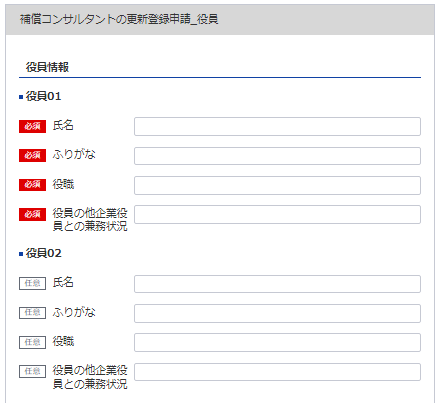 補償コンサルタントの更新登録申請_役員
役員情報
役員01
必須 氏名
必須 ふりがな
必須 役職
必須 役員の他企業役
員との兼務状況
役員02
任意 氏名
任意 ふりがな
任意 役職
任意 役員の他企業役
員との兼務状況